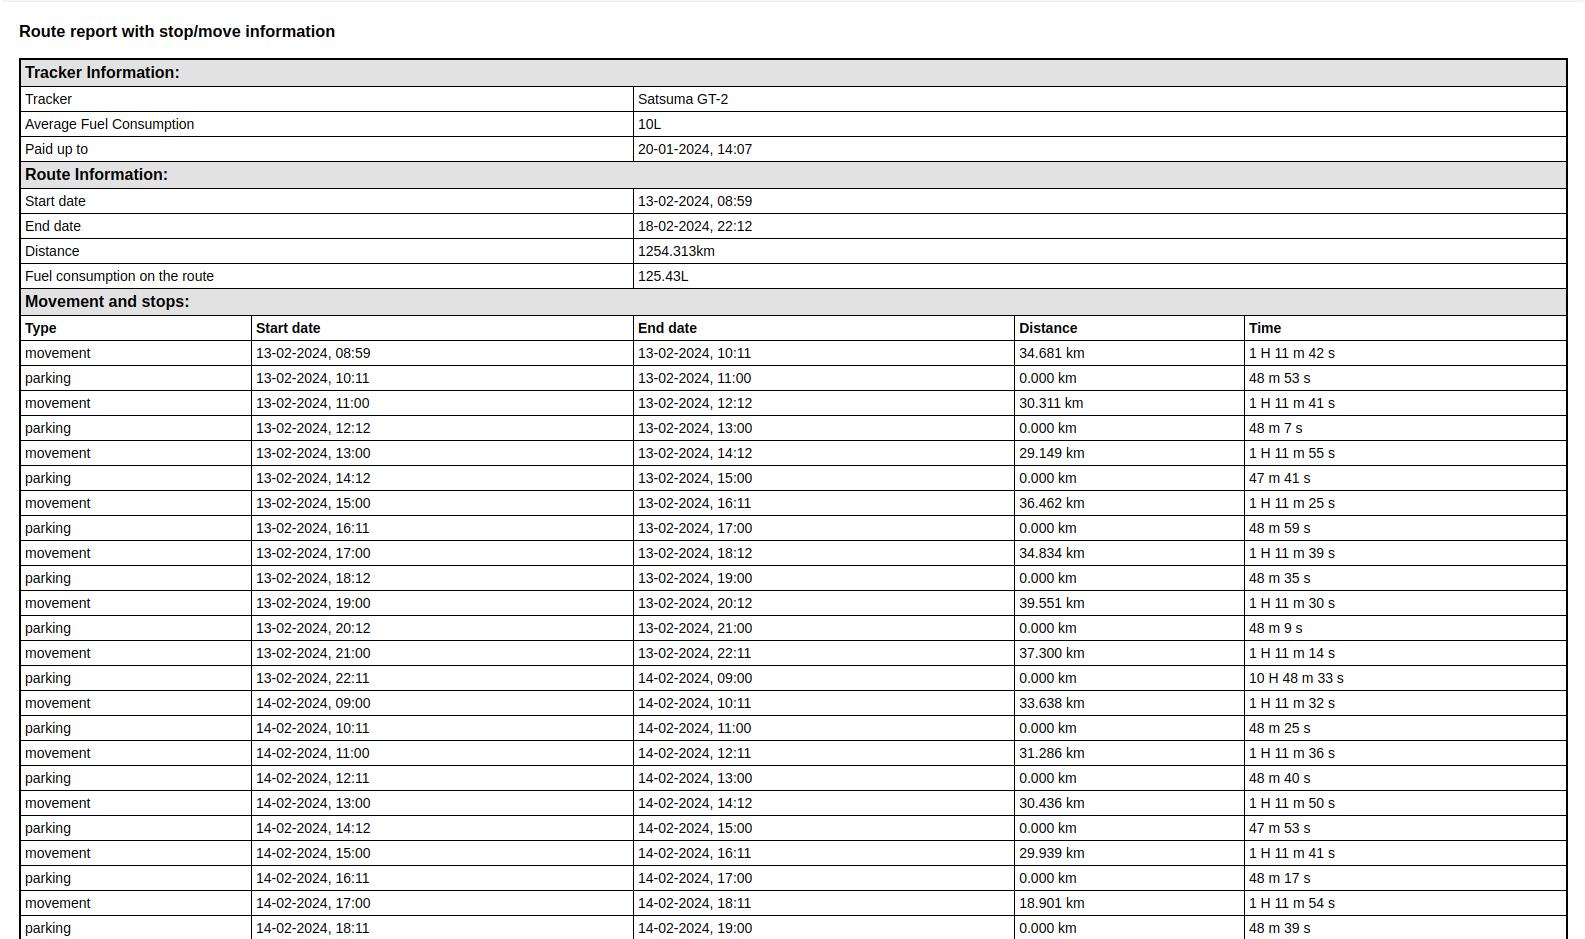 Route report with stop/move information
Tracker Information:
Tracker Satsuma GT-2
Average Fuel Consumption 10L
Paid up to 20-01-2024, 14:07
Route Information:
Start date 13-02-2024, 08:59
End date 18-02-2024, 22:12
Distance 1254.313km
Fuel consumption on the route 125.43L
Movement and stops:
Type Start date End date Distance Time
movement 13-02-2024, 08:59 13-02-2024, 10:11 34.681 km 1 H 11 m 42 s
parking 13-02-2024, 10:11 13-02-2024, 11:00 0.000 km 48 m 53 s
movement 13-02-2024, 11:00 13-02-2024, 12:12 30.311 km 1 H 11 m 41 s
parking 13-02-2024, 12:12 13-02-2024, 13:00 0.000 km 48 m 7 s
movement 13-02-2024, 13:00 13-02-2024, 14:12 29.149 km 1 H 11 m 55 s
parking 13-02-2024, 14:12 13-02-2024, 15:00 0.000 km 47 m 41 s
movement 13-02-2024, 15:00 13-02-2024, 16:11 36.462 km 1 H 11 m 25 s
parking 13-02-2024, 16:11 13-02-2024, 17:00 0.000 km 48 m 59 s
movement 13-02-2024, 17:00 13-02-2024, 18:12 34.834 km 1 H 11 m 39 s
parking 13-02-2024, 18:12 13-02-2024, 19:00 0.000 km 48 m 35 s
movement 13-02-2024, 19:00 13-02-2024, 20:12 39.551 km 1 H 11 m 30 s
parking 13-02-2024, 20:12 13-02-2024, 21:00 0.000 km 48 m 9 s
movement 13-02-2024, 21:00 13-02-2024, 22:11 37.300 km 1 H 11 m 14 s
parking 13-02-2024, 22:11 14-02-2024, 09:00 0.000 km 10 H 48 m 33 s
movement 14-02-2024, 09:00 14-02-2024, 10:11 33.638 km 1 H 11 m 32 s
parking 14-02-2024, 10:11 14-02-2024, 11:00 0.000 km 48 m 25 s
movement 14-02-2024, 11:00 14-02-2024, 12:11 31.286 km 1 H 11 m 36 s
parking 14-02-2024, 12:11 14-02-2024, 13:00 0.000 km 48 m 40 s
movement 14-02-2024, 13:00 14-02-2024, 14:12 30.436 km 1 H 11 m 50 s
parking 14-02-2024, 14:12 14-02-2024, 15:00 0.000 km 47 m 53 s
movement 14-02-2024, 15:00 14-02-2024, 16:11 29.939 km 1 H 11 m 41 s
parking 14-02-2024, 16:11 14-02-2024, 17:00 0.000 km 48 m 17 s
movement 14-02-2024, 17:00 14-02-2024, 18:11 18.901 km 1 H 11 m 54 s
parking 14-02-2024, 18:11 14-02-2024, 19:00 0.000 km 48 m 39 s